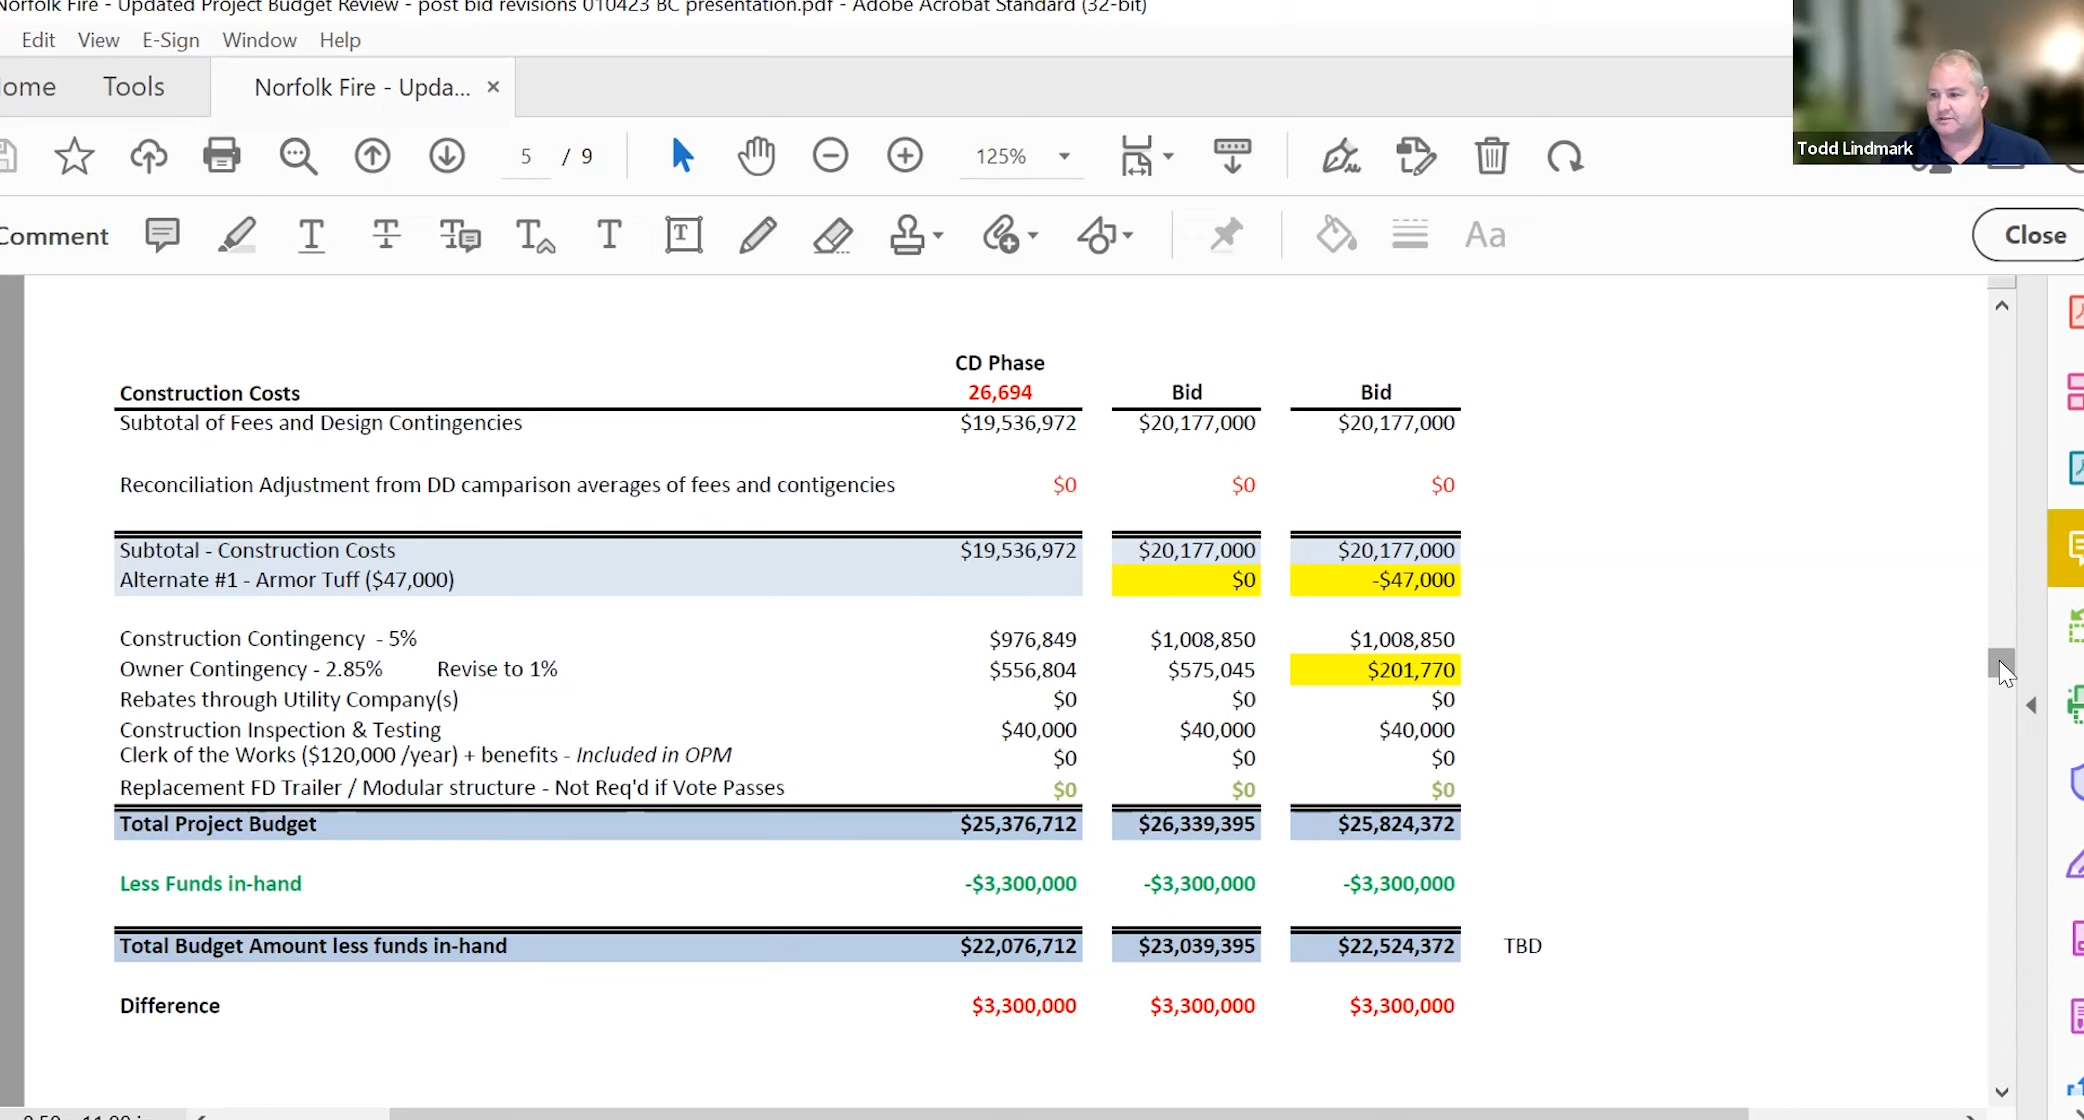 Norfolk Fire - Updated Project Budget Review - post bid revisions 010423 BC presentation.pdf - Adobe Acrobat Standard (32-bit)
Edit View E-Sign Window Help
ome Tools Norfolk Fire - Upda... ×
5 / 9 125%
Todd Lindmark
Comment Aa Close
CD Phase
Construction Costs 26,694 Bid Bid
Subtotal of Fees and Design Contingencies $19,536,972 $20,177,000 $20,177,000
Reconciliation Adjustment from DD camparison averages of fees and contigencies $0 $0 $0
Subtotal - Construction Costs $19,536,972 $20,177,000 $20,177,000
Alternate #1 - Armor Tuff ($47,000) $0 -$47,000
Construction Contingency - 5% $976,849 $1,008,850 $1,008,850
Owner Contingency - 2.85% Revise to 1% $556,804 $575,045 $201,770
Rebates through Utility Company(s) $0 $0 $0
Construction Inspection & Testing $40,000 $40,000 $40,000
Clerk of the Works ($120,000 /year) + benefits - Included in OPM $0 $0 $0
Replacement FD Trailer / Modular structure - Not Req'd if Vote Passes $0 $0 $0
Total Project Budget $25,376,712 $26,339,395 $25,824,372
Less Funds in-hand -$3,300,000 -$3,300,000 -$3,300,000
Total Budget Amount less funds in-hand $22,076,712 $23,039,395 $22,524,372 TBD
Difference $3,300,000 $3,300,000 $3,300,000